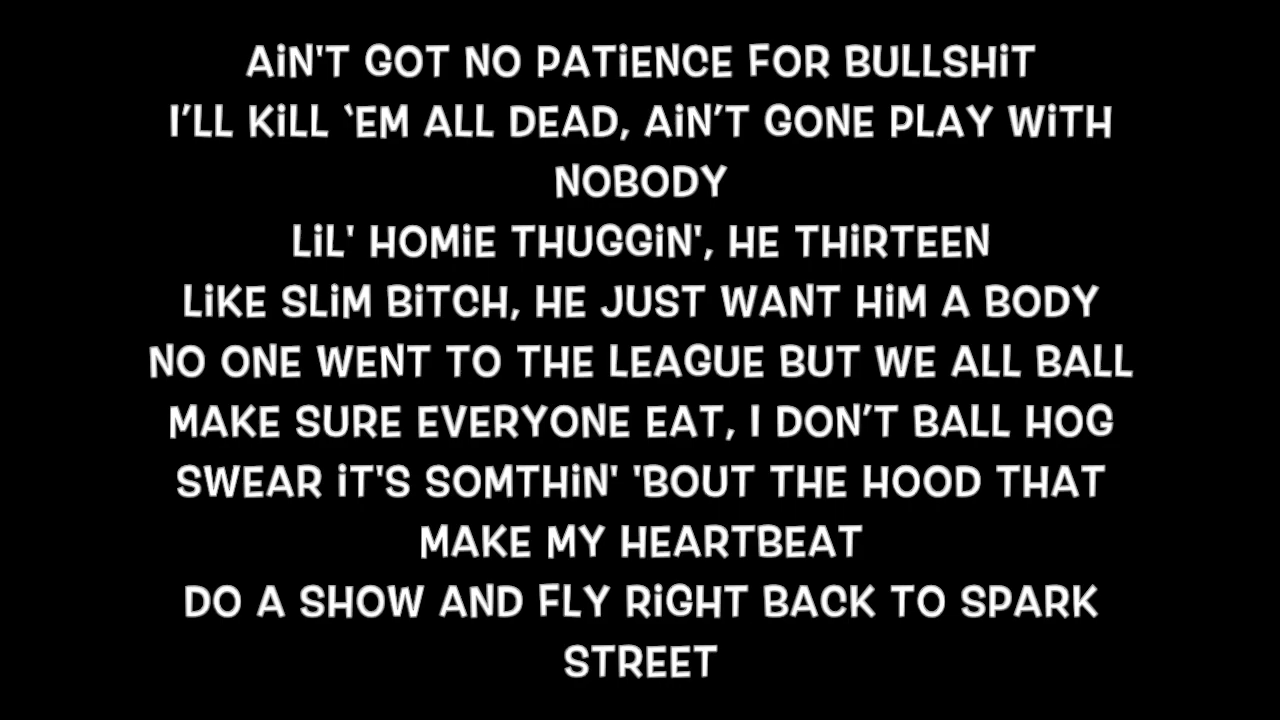 AiN'T GOT NO PATiENCE FOR BULLSHiT
I’LL KiLL ‘EM ALL DEAD, AiN’T GONE PLAY WiTH
NOBODY
LiL' HOMiE THUGGiN', HE THiRTEEN
LiKE SLiM BiTCH, HE JUST WANT HiM A BODY
NO ONE WENT TO THE LEAGUE BUT WE ALL BALL
MAKE SURE EVERYONE EAT, I DON’T BALL HOG
SWEAR iT'S SOMTHiN' 'BOUT THE HOOD THAT
MAKE MY HEARTBEAT
DO A SHOW AND FLY RiGHT BACK TO SPARK
STREET